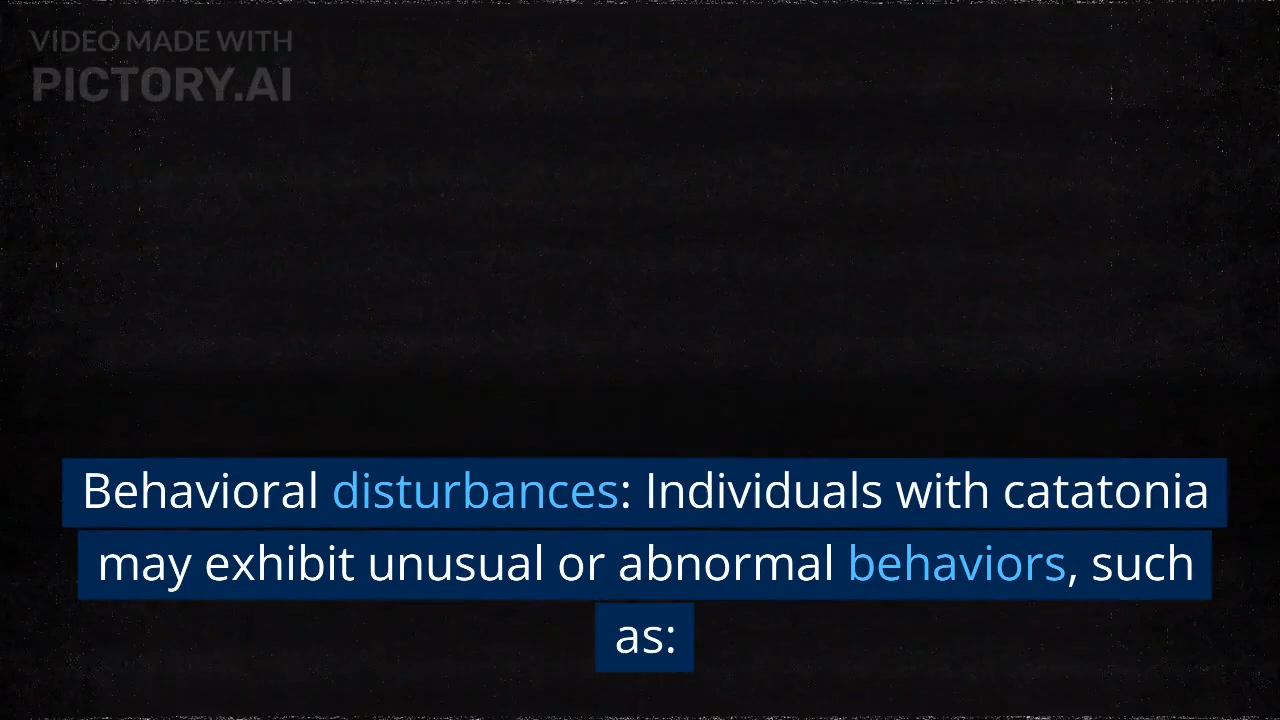 VIDEO MADE WITH
PICTORY.AI
Behavioral disturbances: Individuals with catatonia
may exhibit unusual or abnormal behaviors, such
as: